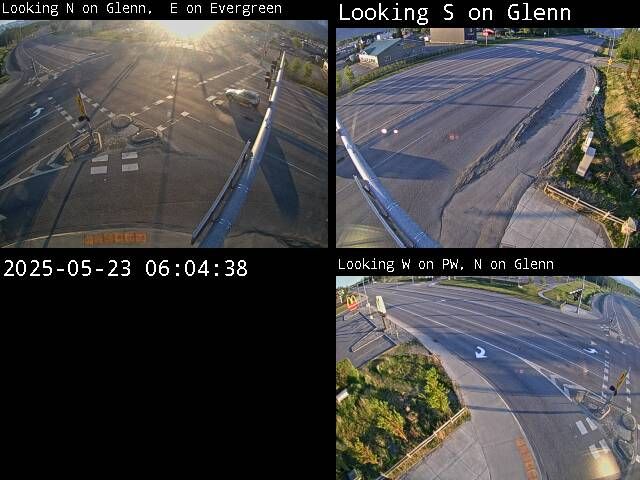 Looking N on Glenn, E on Evergreen
Looking S on Glenn
2025-05-23 06:04:38
Looking W on PW, N on Glenn